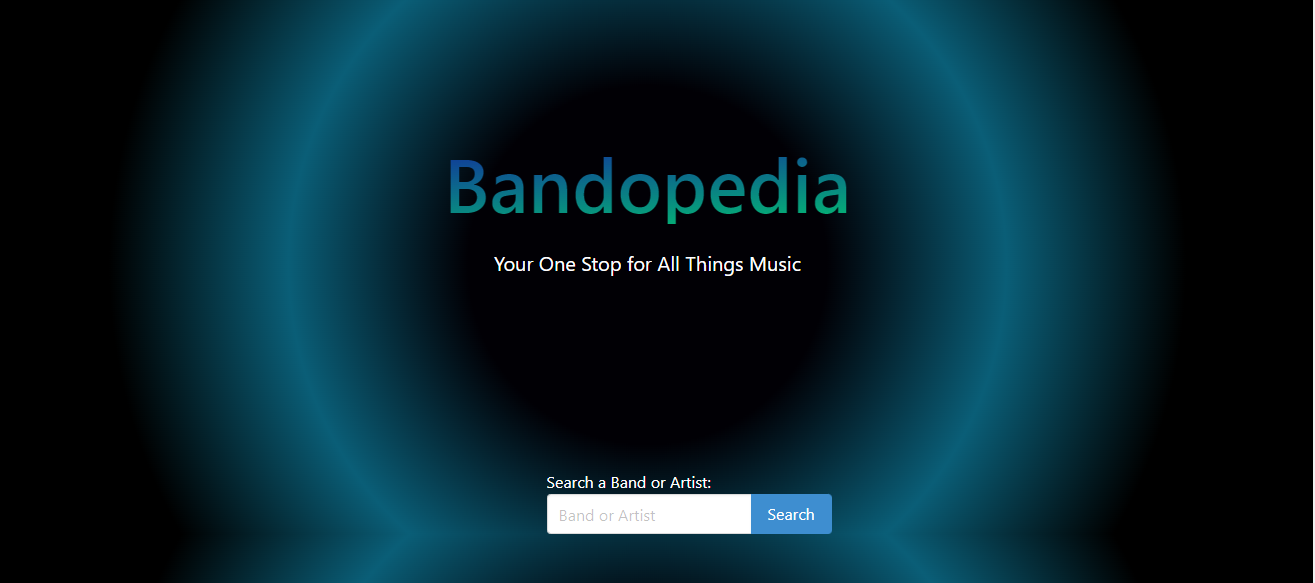 Bandopedia
Your One Stop for All Things Music
Search a Band or Artist:
Band or Artist Search